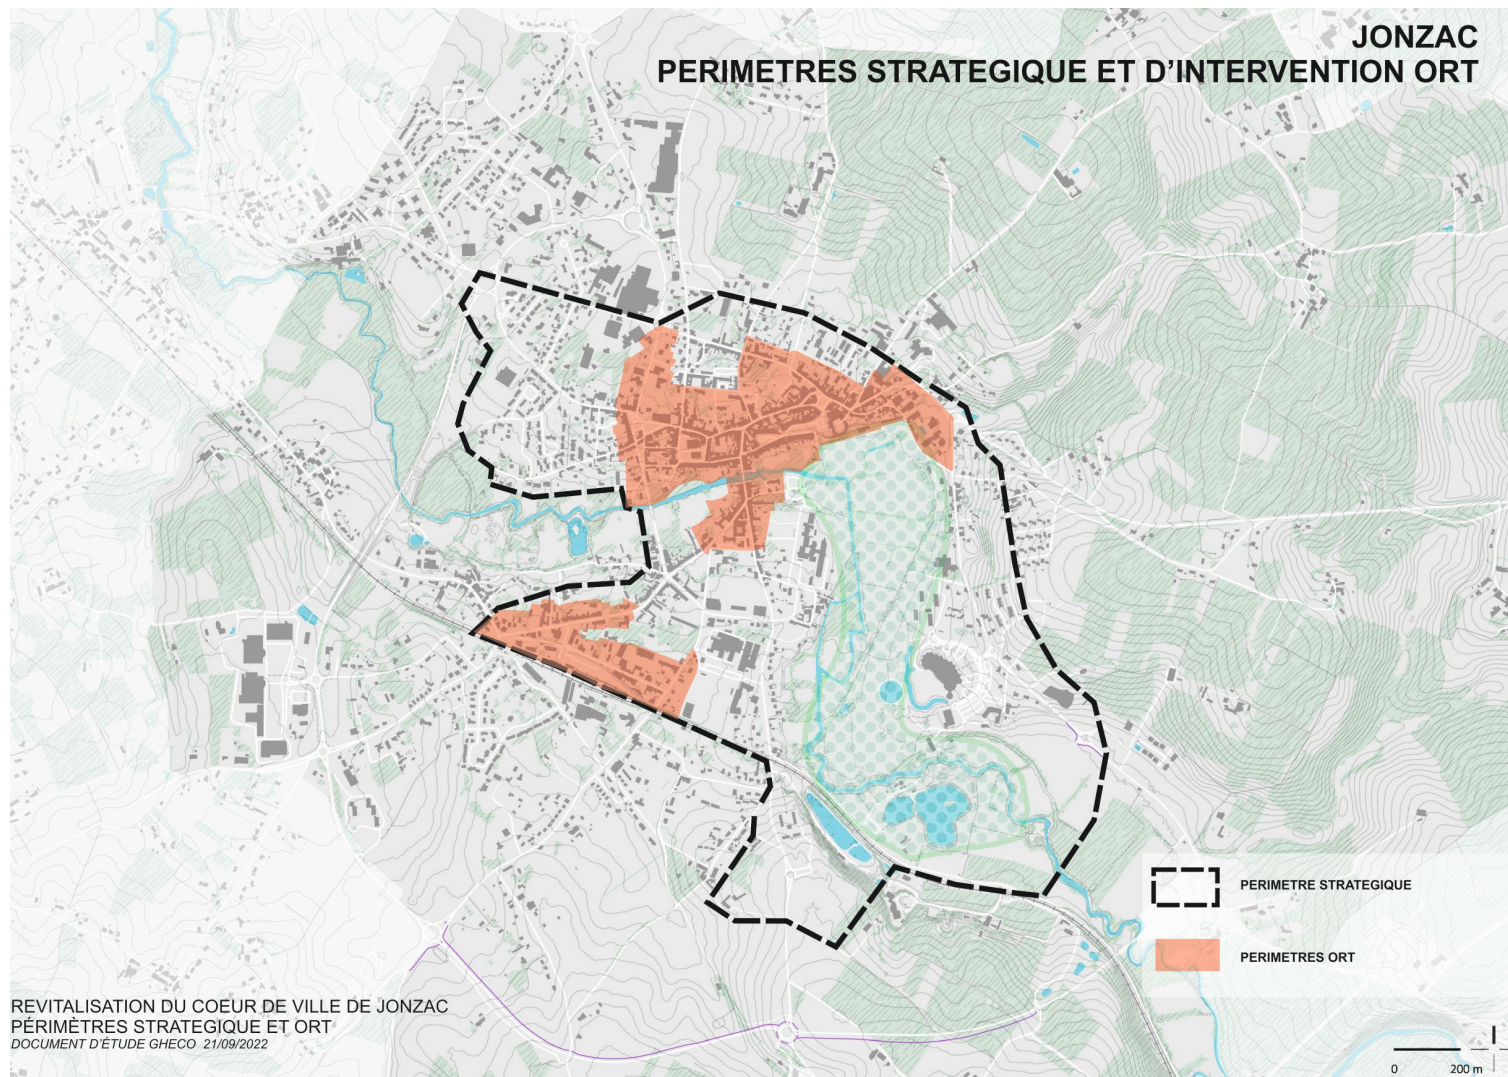 JONZAC
PERIMETRES STRATEGIQUE ET D'INTERVENTION ORT
PERIMETRE STRATEGIQUE
PERIMETRES ORT
REVITALISATION DU COEUR DE VILLE DE JONZAC
PÉRIMÈTRES STRATEGIQUE ET ORT
DOCUMENT D'ÉTUDE GHECO 21/09/2022
0 200 m